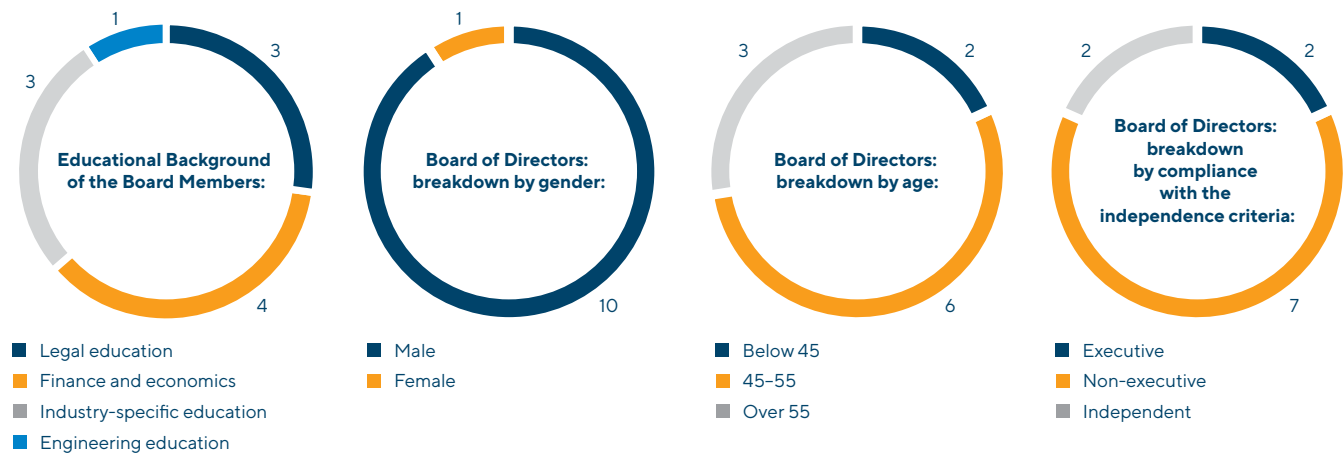 1
3
3
4
Educational Background
of the Board Members:
Legal education
Finance and economics
Industry-specific education
Engineering education
1
10
Board of Directors:
breakdown by gender:
Male
Female
3
2
6
Board of Directors:
breakdown by age:
Below 45
45–55
Over 55
2
2
7
Board of Directors:
breakdown
by compliance
with the
independence criteria:
Executive
Non-executive
Independent